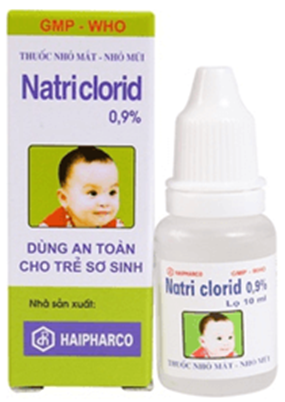 GMP - WHO
THUỐC NHỎ MẮT - NHỎ MŨI
Natri clorid
0,9%
DÙNG AN TOÀN
CHO TRẺ SƠ SINH
Nhà sản xuất:
HAIPHARCO
HAIPHARCO
GMP - WHO
Natri clorid 0,9%
Lọ 10 ml
THUỐC NHỎ MẮT - NHỎ MŨI